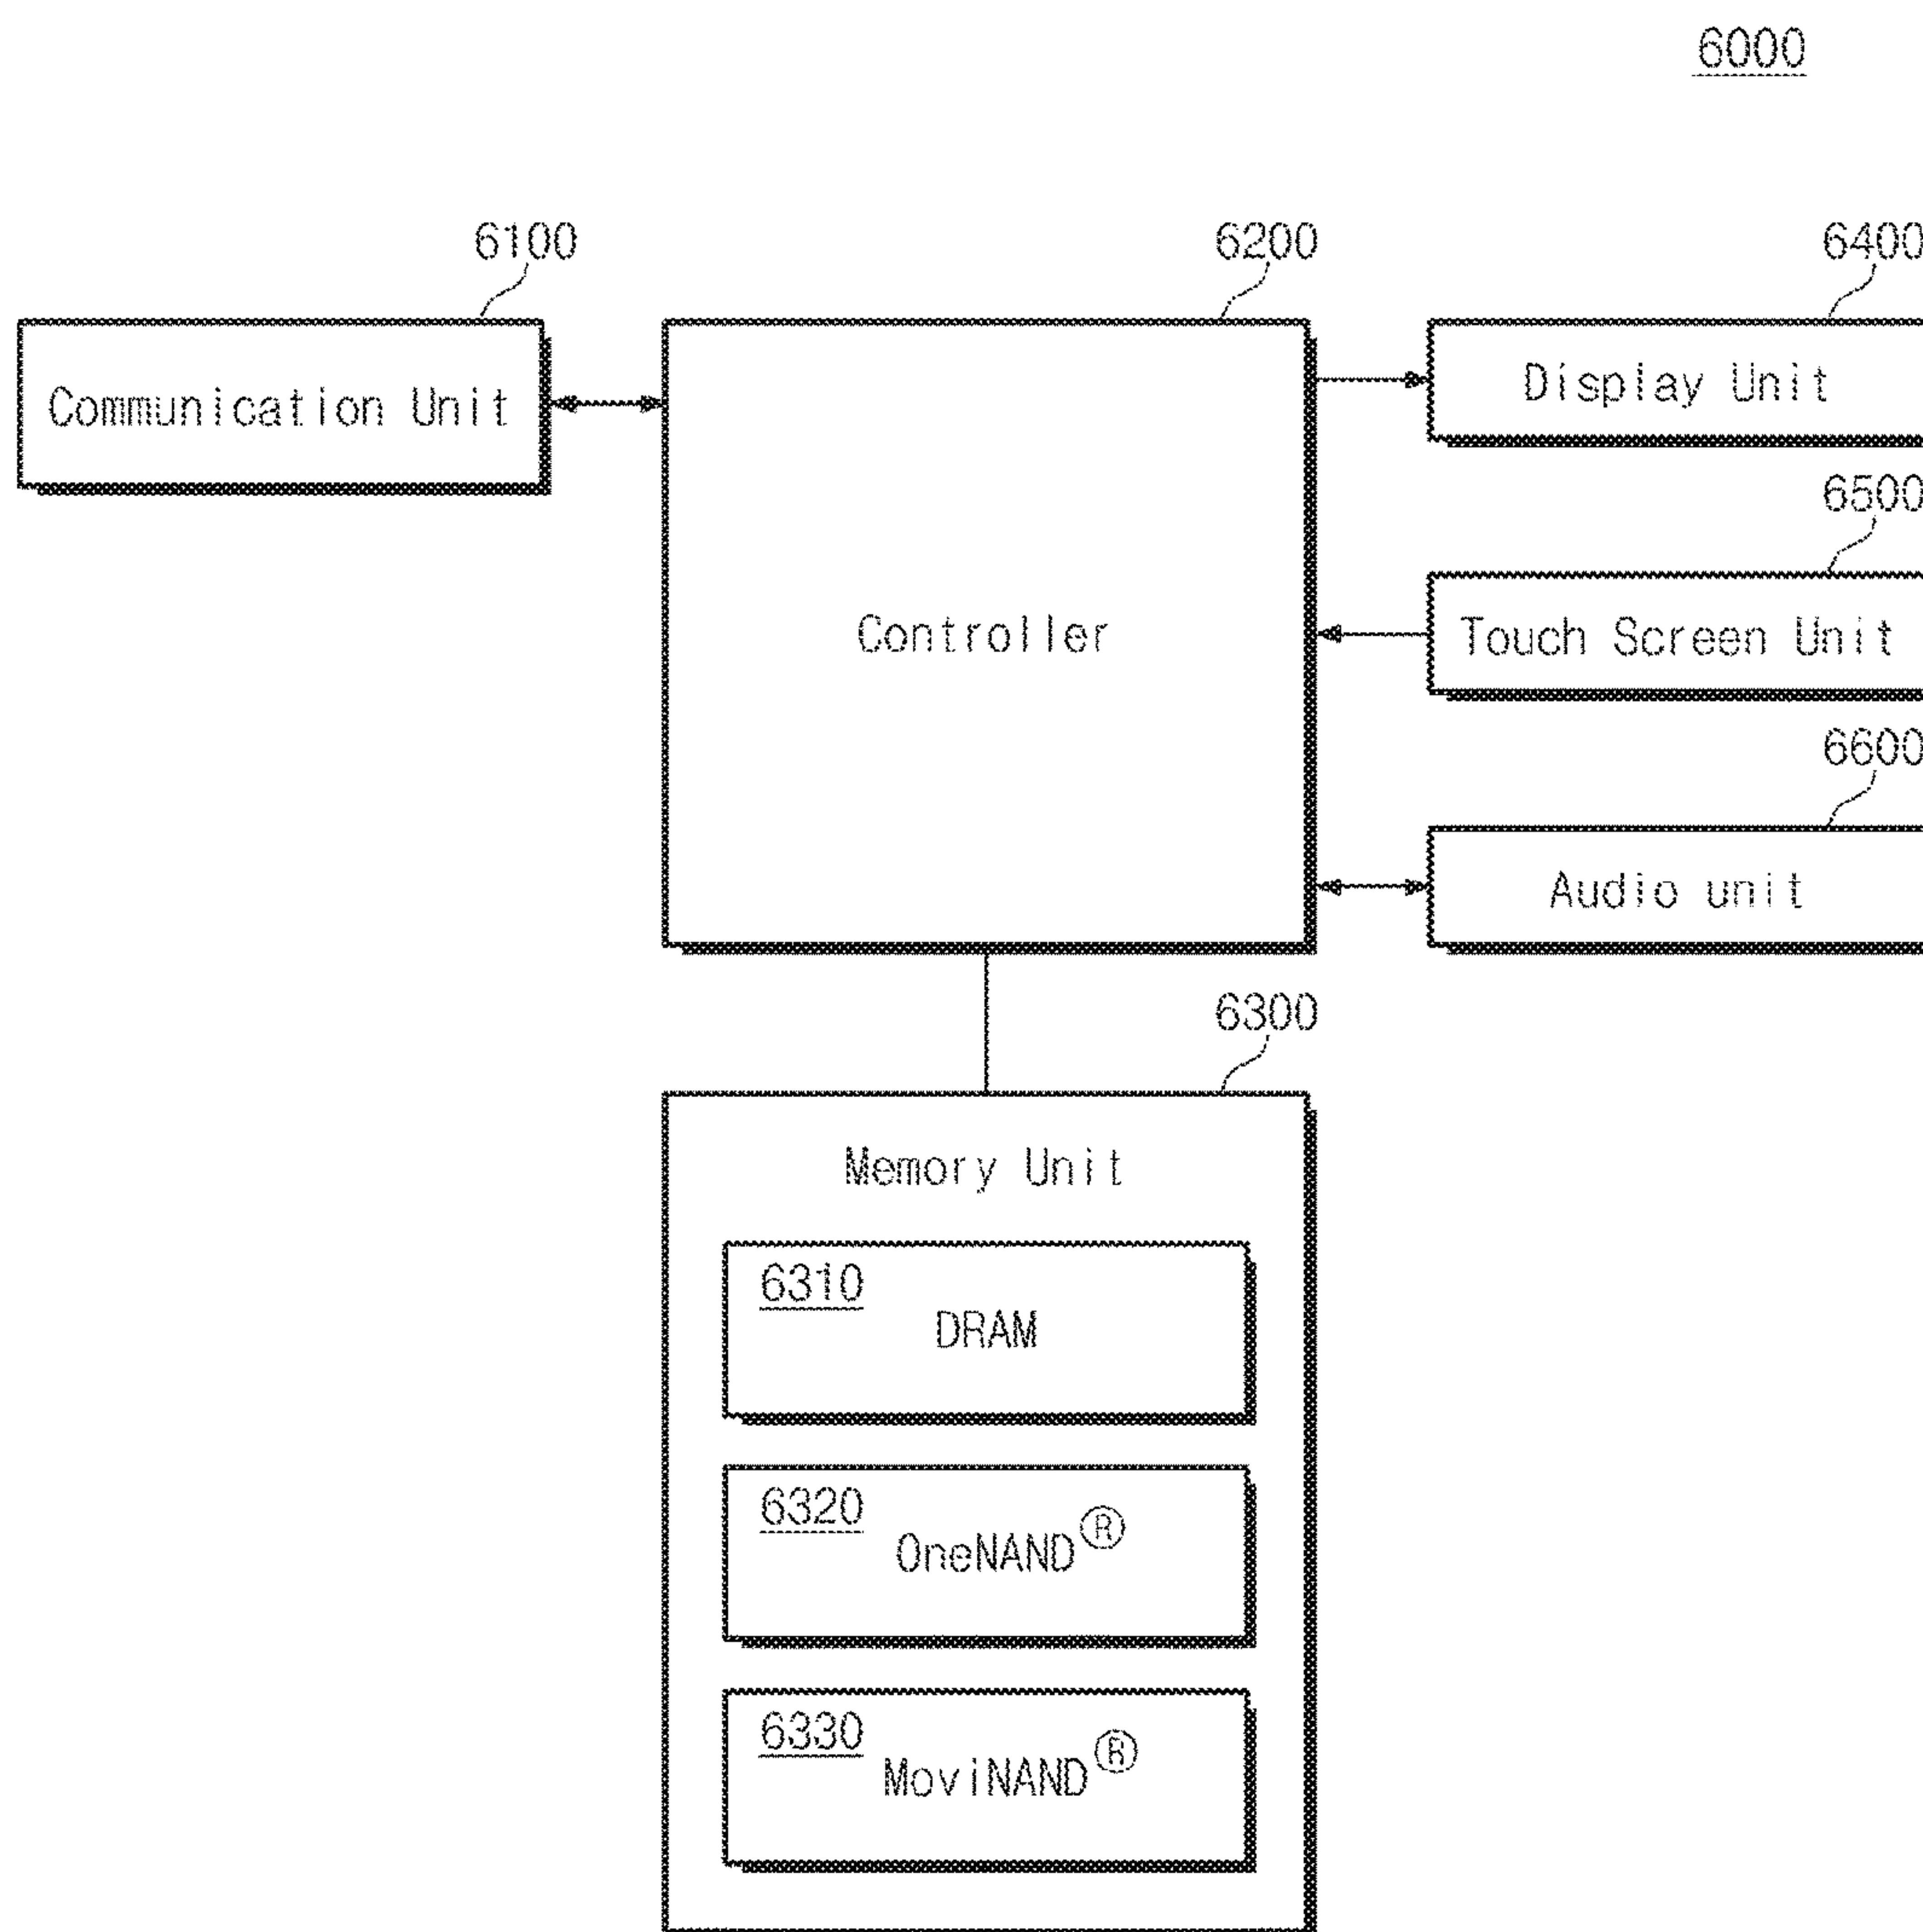 6000
6100
6200
6400
Communication Unit
Controller
Display Unit
6500
Touch Screen Unit
6600
Audio unit
6300
Memory Unit
6310
DRAM
6320
OneNAND®
6330
MoviNAND®